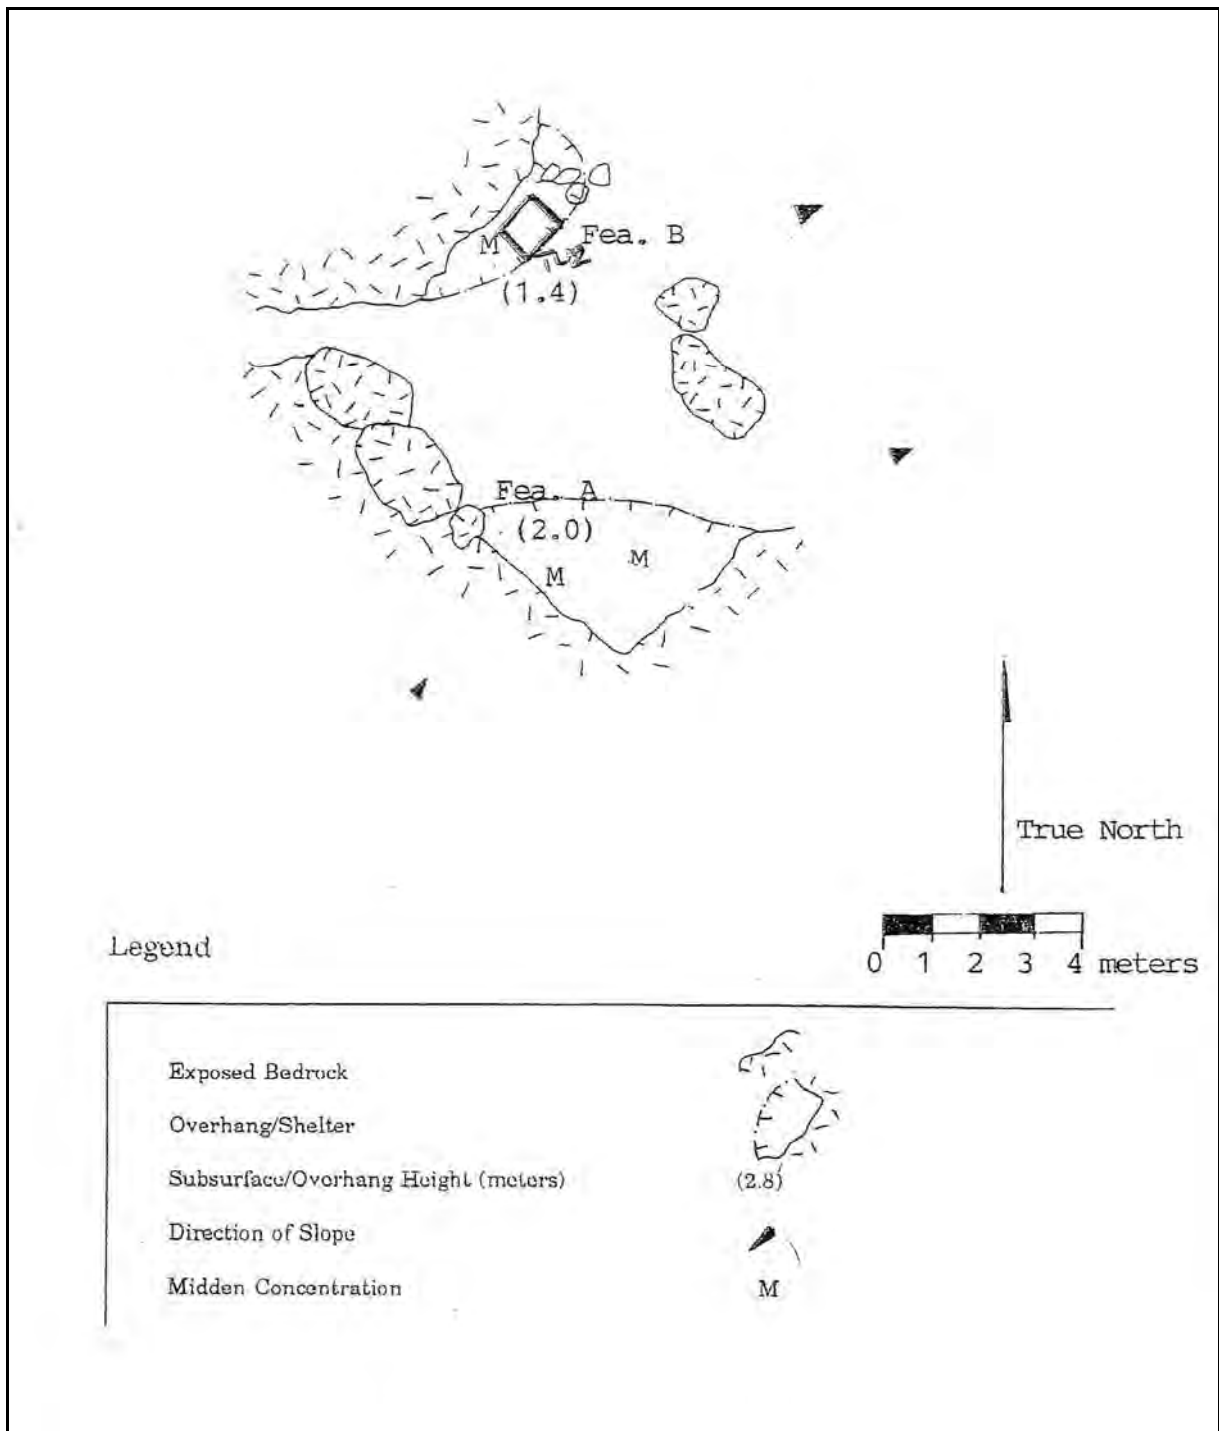 M
Fea. B
(1.4)
Fea. A
(2.0)
M
M
True North
0 1 2 3 4 meters
Legend
Exposed Bedrock
Overhang/Shelter
Subsurface/Overhang Height (meters) (2.8)
Direction of Slope
Midden Concentration M